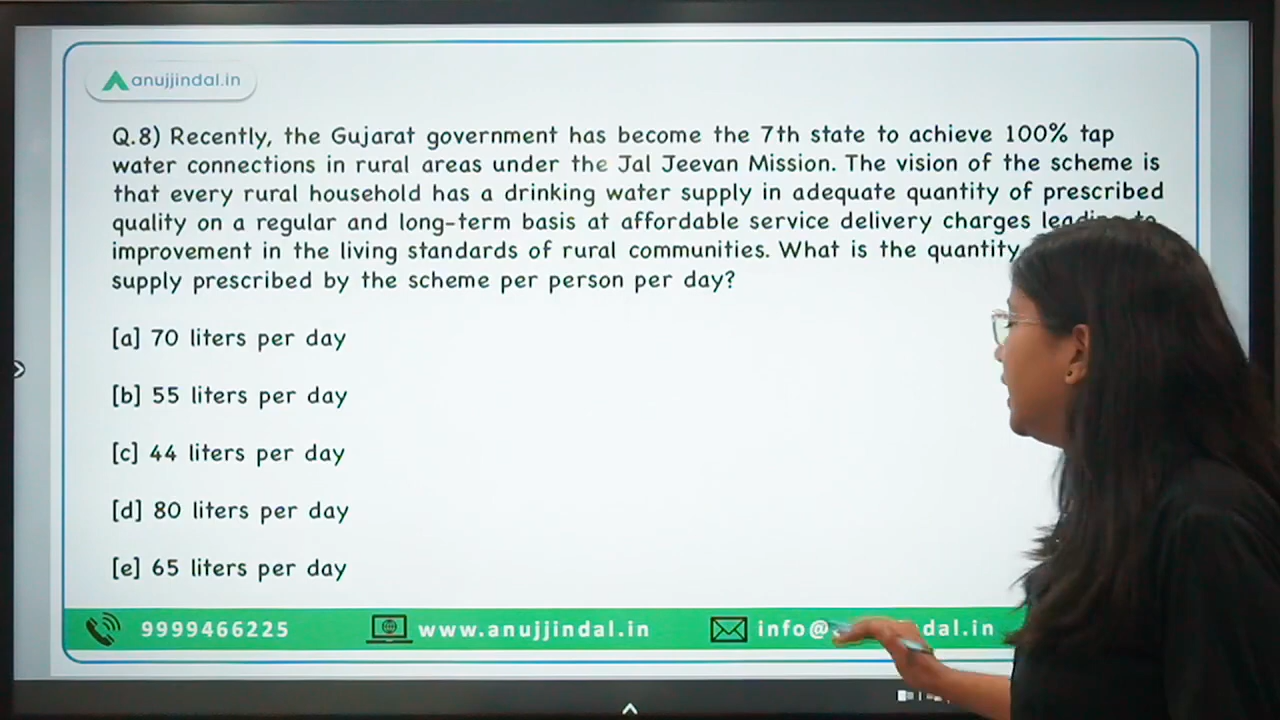 anujjindal.in
Q.8) Recently, the Gujarat government has become the 7th state to achieve 100% tap
water connections in rural areas under the Jal Jeevan Mission. The vision of the scheme is
that every rural household has a drinking water supply in adequate quantity of prescribed
quality on a regular and long-term basis at affordable service delivery charges leading to
improvement in the living standards of rural communities. What is the quantity
supply prescribed by the scheme per person per day?
[a] 70 liters per day
[b] 55 liters per day
[c] 44 liters per day
[d] 80 liters per day
[e] 65 liters per day
9999466225 www.anujjindal.in info@ dal.in